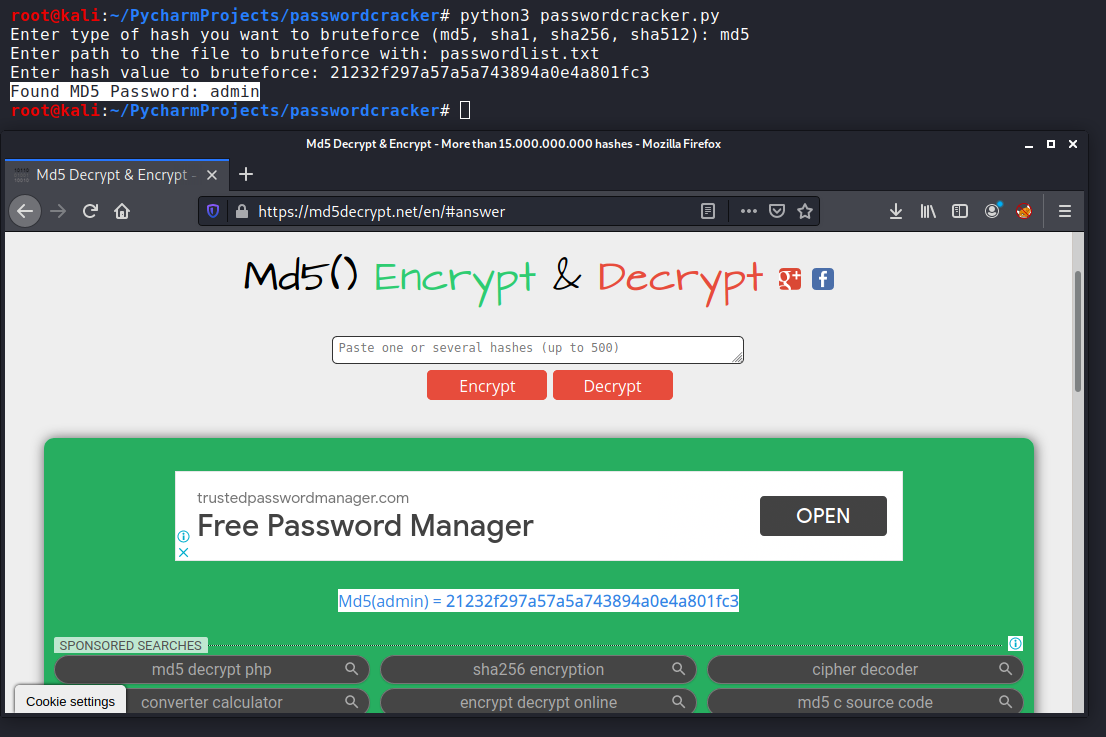 root@kali:~/PycharmProjects/passwordcracker# python3 passwordcracker.py
Enter type of hash you want to bruteforce (md5, sha1, sha256, sha512): md5
Enter path to the file to bruteforce with: passwordlist.txt
Enter hash value to bruteforce: 21232f297a57a5a743894a0e4a801fc3
Found MD5 Password: admin
root@kali:~/PycharmProjects/passwordcracker#
Md5 Decrypt & Encrypt - More than 15.000.000.000 hashes - Mozilla Firefox
Md5 Decrypt & Encrypt -
https://md5decrypt.net/en/#answer
Md5() Encrypt & Decrypt g+ f
Paste one or several hashes (up to 500)
Encrypt Decrypt
trustedpasswordmanager.com
Free Password Manager
OPEN
Md5(admin) = 21232f297a57a5a743894a0e4a801fc3
SPONSORED SEARCHES
md5 decrypt php sha256 encryption cipher decoder
Cookie settings converter calculator encrypt decrypt online md5 c source code